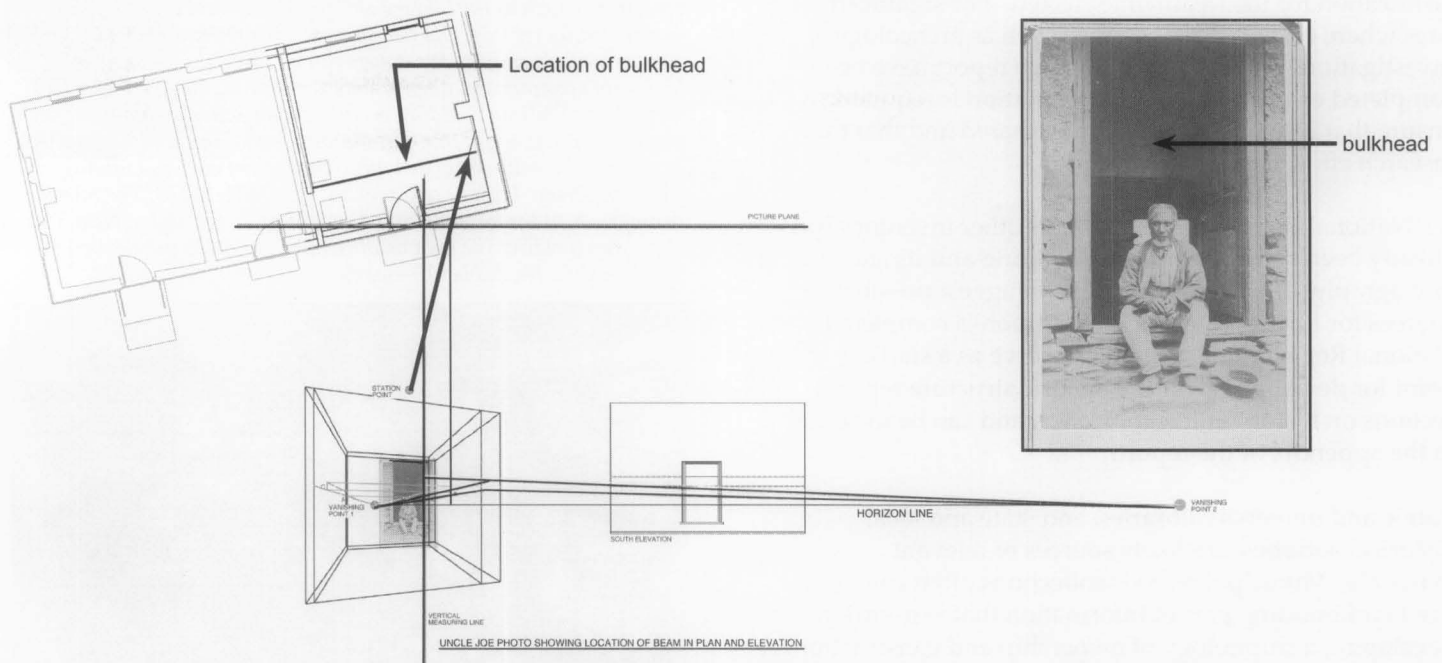 Location of bulkhead
bulkhead
PICTURE PLANE
STATION
POINT
VANISHING
POINT 1
VANISHING
POINT 2
HORIZON LINE
SOUTH ELEVATION
VERTICAL
MEASURING LINE
UNCLE JOE PHOTO SHOWING LOCATION OF BEAM IN PLAN AND ELEVATION